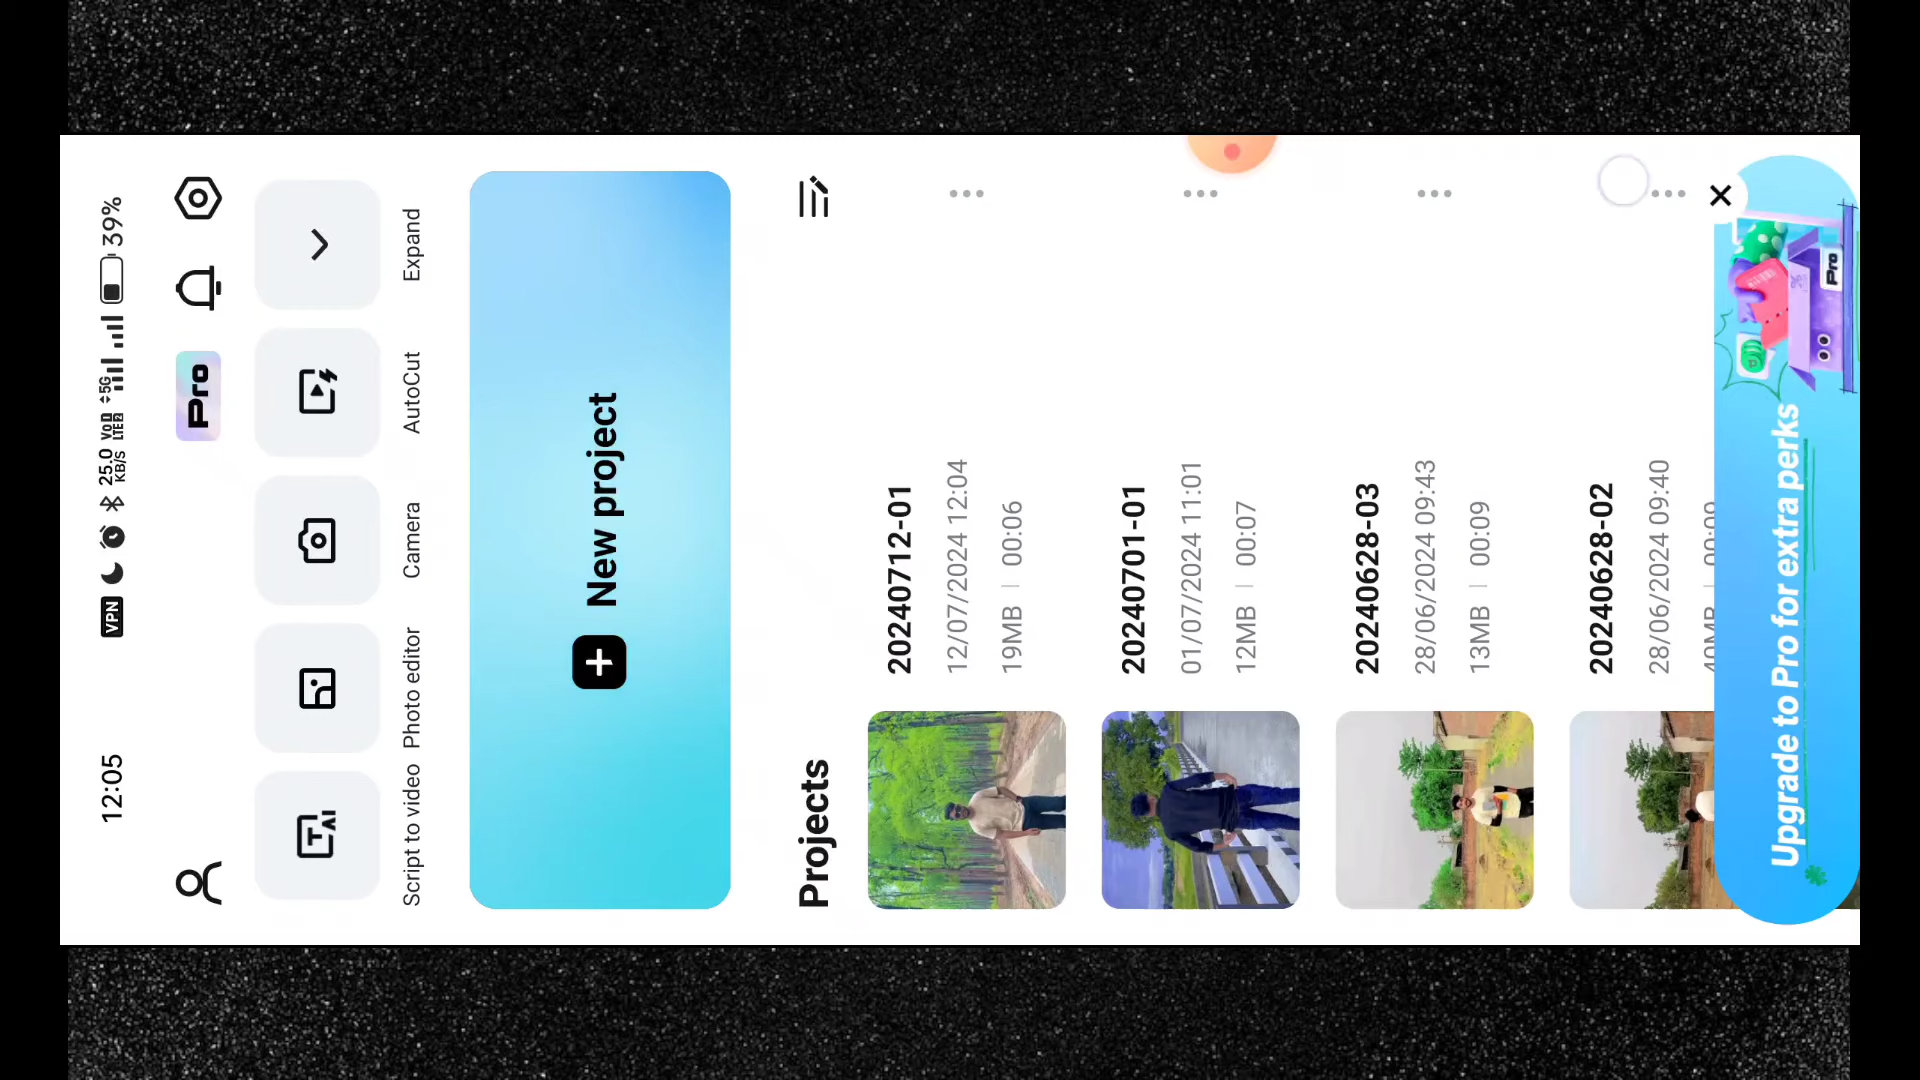 12:05
VPN
25.0 KB/S
VoD LTE2
5G
39%
Pro
Script to video
Photo editor
Camera
AutoCut
Expand
+ New project
Projects
20240712-01
12/07/2024 12:04
19MB | 00:06
20240701-01
01/07/2024 11:01
12MB | 00:07
20240628-03
28/06/2024 09:43
13MB | 00:09
20240628-02
28/06/2024 09:40
Upgrade to Pro for extra perks
Pro